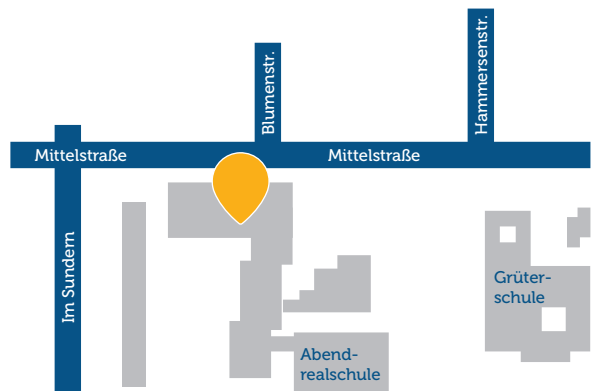 Blumenstr.
Hammersenstr.
Mittelstraße
Mittelstraße
Im Sundern
Grüter-
schule
Abend-
realschule